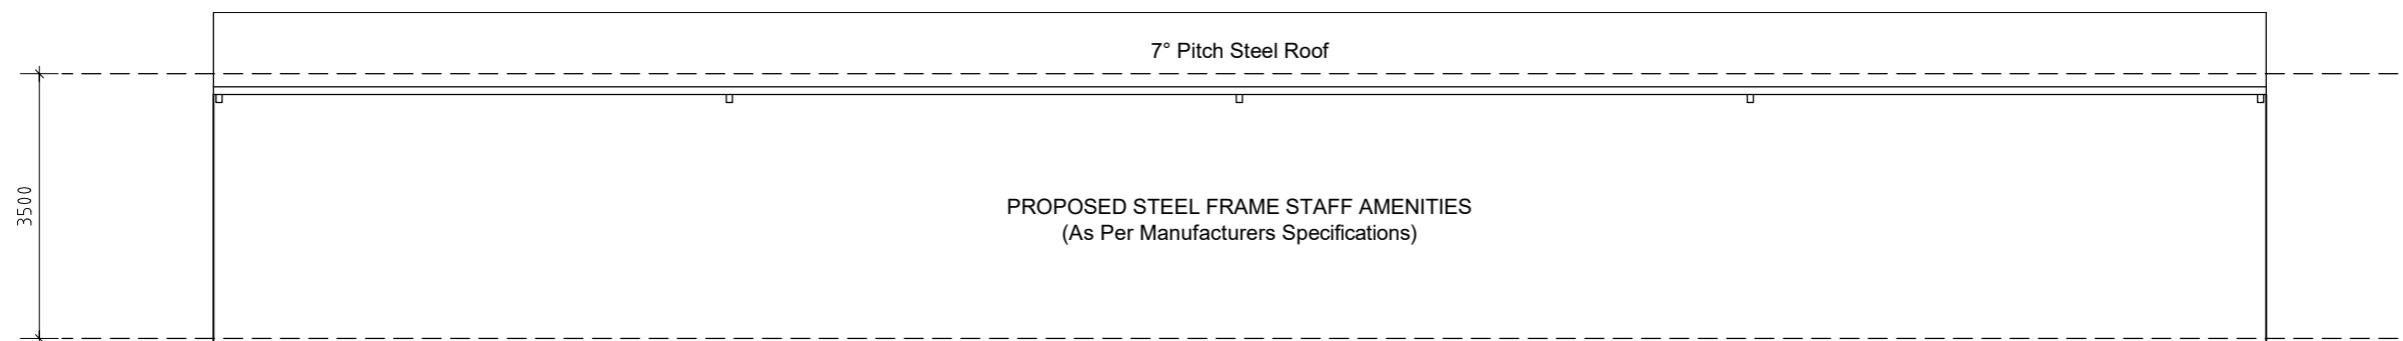 7° Pitch Steel Roof
3500
PROPOSED STEEL FRAME STAFF AMENITIES
(As Per Manufacturers Specifications)